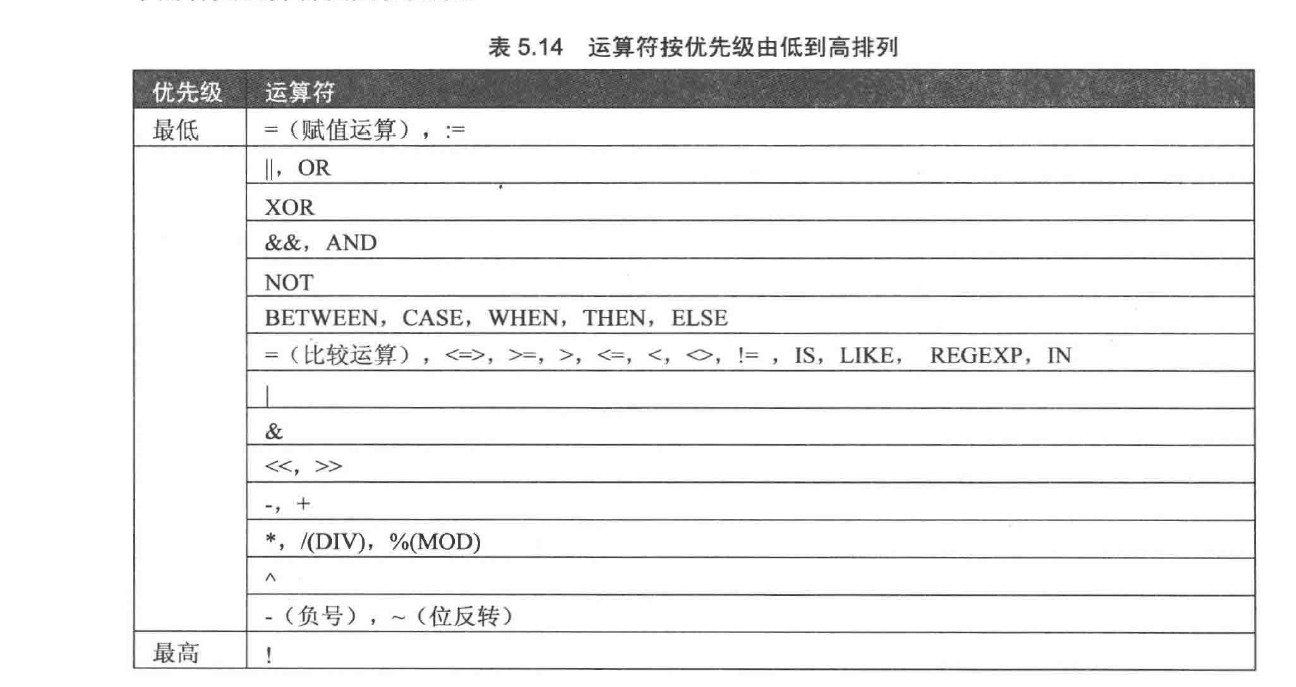 表 5.14 运算符按优先级由低到高排列
优先级 运算符
最低 =（赋值运算）, :=
||，OR
XOR
&&，AND
NOT
BETWEEN，CASE，WHEN，THEN，ELSE
=（比较运算）, <=>, >=, >, <=, <, <>, != , IS，LIKE， REGEXP，IN
|
&
<<，>>
-，+
*，/(DIV)，%(MOD)
^
-（负号）, ~（位反转）
最高 !